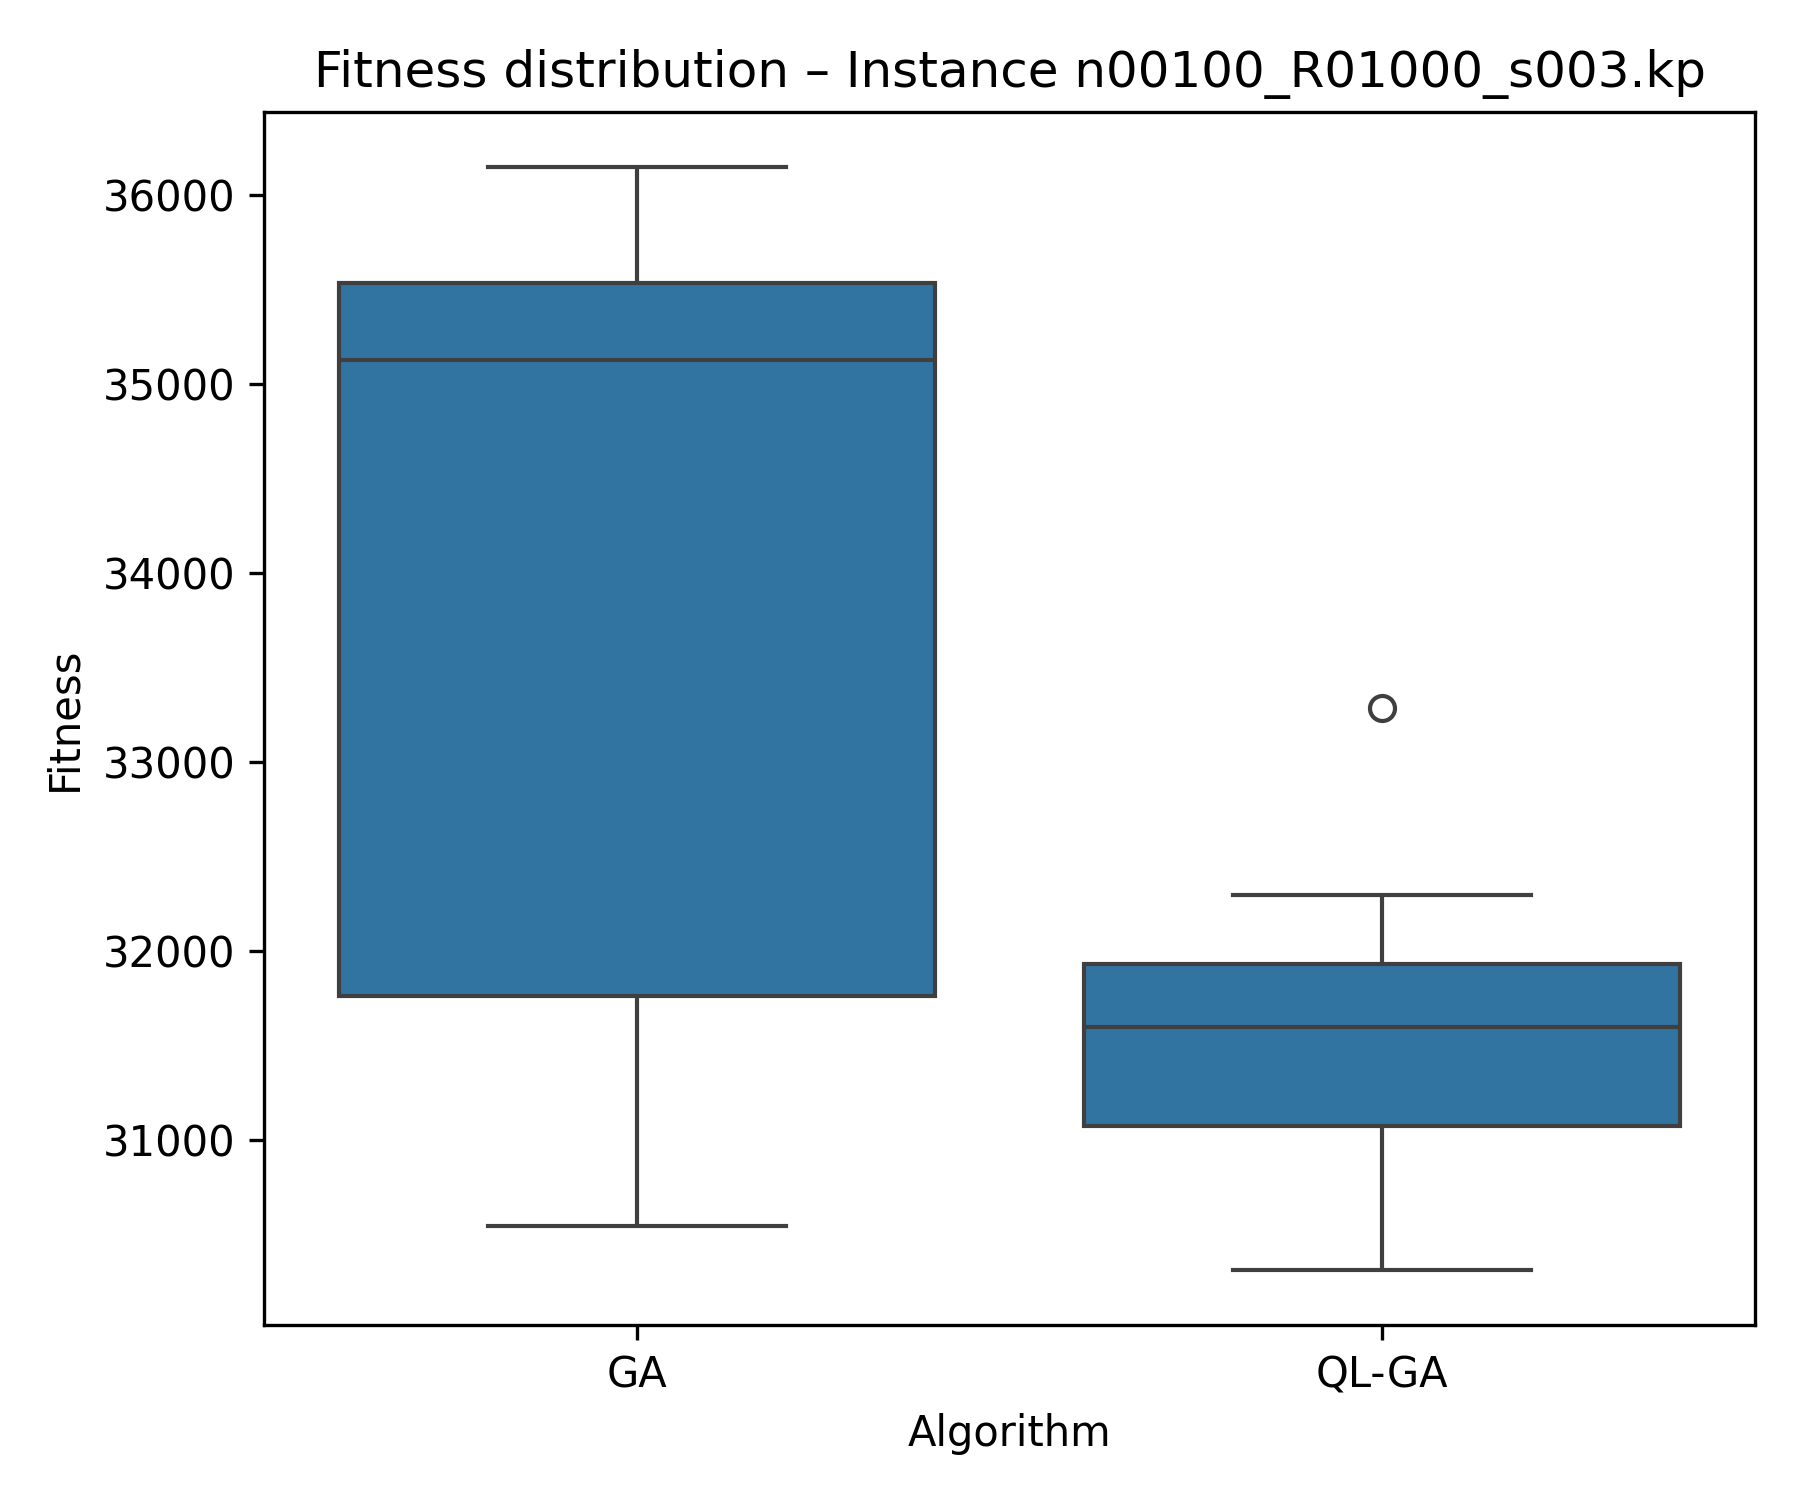 Fitness distribution – Instance n00100_R01000_s003.kp
Fitness
36000
35000
34000
33000
32000
31000
GA
QL-GA
Algorithm